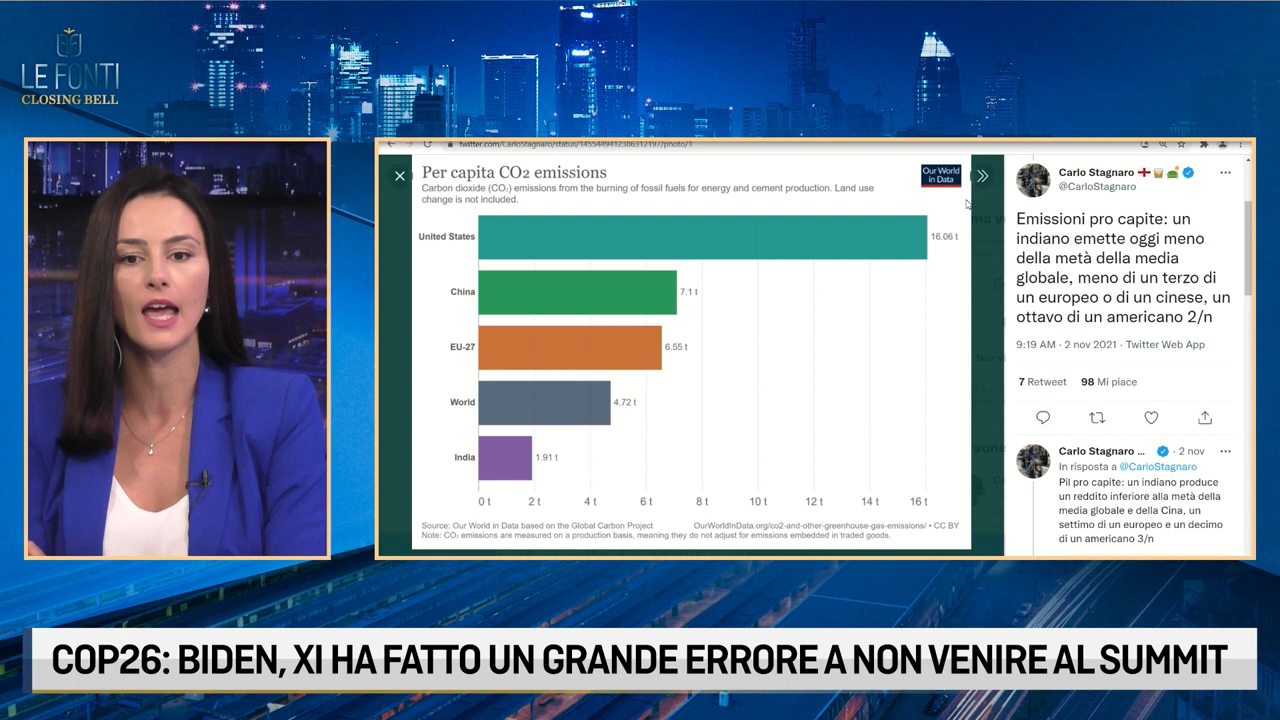 LE FONTI
CLOSING BELL
twitter.com/CarloStagnaro/status/1455449412386312197/photo/1
Per capita CO₂ emissions
Carbon dioxide (CO₂) emissions from the burning of fossil fuels for energy and cement production. Land use
change is not included.
Our World
in Data
United States
16.06 t
China
7.1 t
EU-27
6.55 t
World
4.72 t
India
1.91 t
0 t 2 t 4 t 6 t 8 t 10 t 12 t 14 t 16 t
Source: Our World in Data based on the Global Carbon Project
OurWorldInData.org/co2-and-other-greenhouse-gas-emissions/ • CC BY
Note: CO₂ emissions are measured on a production basis, meaning they do not adjust for emissions embedded in traded goods.
Carlo Stagnaro
@CarloStagnaro
Emissioni pro capite: un
indiano emette oggi meno
della metà della media
globale, meno di un terzo di
un europeo o di un cinese, un
ottavo di un americano 2/n
9:19 AM · 2 nov 2021 · Twitter Web App
7 Retweet 98 Mi piace
Carlo Stagnaro ... · 2 nov
In risposta a @CarloStagnaro
Pil pro capite: un indiano produce
un reddito inferiore alla metà della
media globale e della Cina, un
settimo di un europeo e un decimo
di un americano 3/n
COP26: BIDEN, XI HA FATTO UN GRANDE ERRORE A NON VENIRE AL SUMMIT